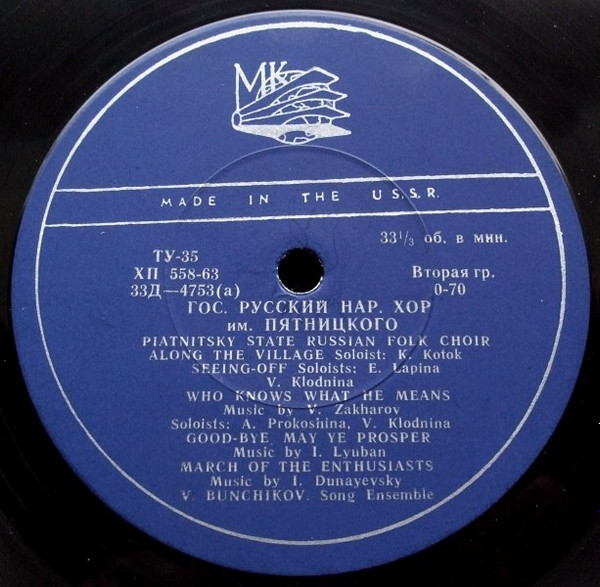 МК
MADE IN THE U.S.S.R.
33 1/3 об. в мин.
ТУ-35
ХП 558-63
Вторая гр.
33Д—4753(а)
0-70
ГОС. РУССКИЙ НАР. ХОР
им. ПЯТНИЦКОГО
PIATNITSKY STATE RUSSIAN FOLK CHOIR
ALONG THE VILLAGE Soloist: K. Kotok
SEEING-OFF Soloists: E. Lapina
V. Klodnina
WHO KNOWS WHAT HE MEANS
Music by V. Zakharov
Soloists: A. Prokoshina, V. Klodnina
GOOD-BYE, MAY YE PROSPER
Music by I. Lyuban
MARCH OF THE ENTHUSIASTS
Music by I. Dunayevsky
V. BUNCHIKOV. Song Ensemble